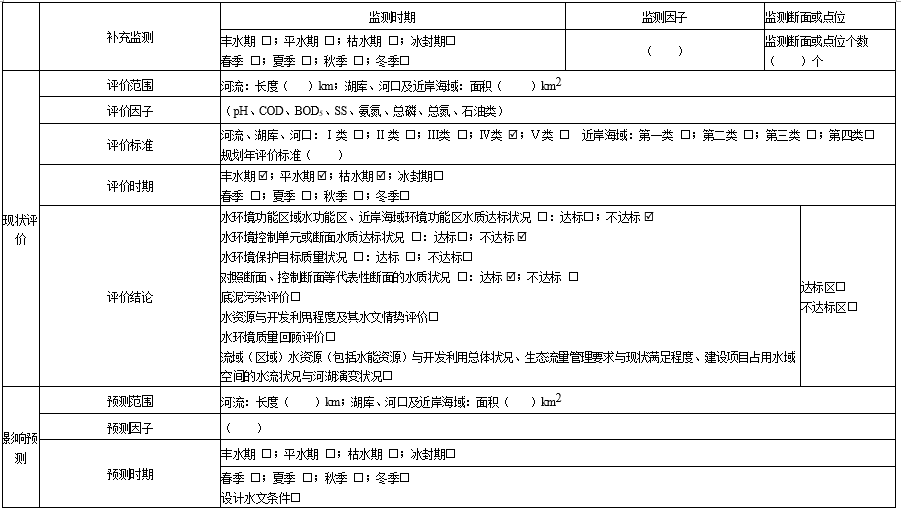 监测时期 监测因子 监测断面或点位
补充监测
丰水期 □；平水期 □；枯水期 □；冰封期□
春季 □；夏季 □；秋季 □；冬季□
（ ）
监测断面或点位个数
（ ）个
现状评价
评价范围 河流：长度（ ）km；湖库、河口及近岸海域：面积（ ）km2
评价因子 （pH、COD、BOD5、SS、氨氮、总磷、总氮、石油类）
评价标准
河流、湖库、河口：Ⅰ类 □；Ⅱ类 □；Ⅲ类 □；Ⅳ类 ☑；Ⅴ类 □ 近岸海域：第一类 □；第二类 □；第三类 □；第四类□
规划年评价标准（ ）
评价时期
丰水期☑；平水期☑；枯水期☑；冰封期□
春季 □；夏季 □；秋季 □；冬季□
评价结论
水环境功能区域水功能区、近岸海域环境功能区水质达标状况 □：达标□；不达标 ☑
水环境控制单元或断面水质达标状况 □：达标□；不达标 ☑
水环境保护目标质量状况 □：达标 □；不达标□
对照断面、控制断面等代表性断面的水质状况 □：达标 ☑；不达标 □
底泥污染评价□
水资源与开发利用程度及其水文情势评价□
水环境质量回顾评价□
流域（区域）水资源（包括水能资源）与开发利用总体状况、生态流量管理要求与现状满足程度、建设项目占用水域
空间的水流状况与河湖演变状况□
达标区□
不达标区□
影响预测
预测范围 河流：长度（ ）km；湖库、河口及近岸海域：面积（ ）km2
预测因子 （ ）
预测时期
丰水期 □；平水期 □；枯水期 □；冰封期□
春季 □；夏季 □；秋季 □；冬季□
设计水文条件□